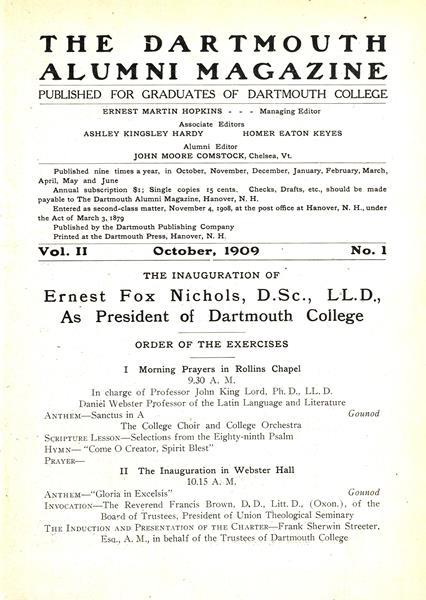 THE DARTMOUTH
ALUMNI MAGAZINE
PUBLISHED FOR GRADUATES OF DARTMOUTH COLLEGE
ERNEST MARTIN HOPKINS - - - Managing Editor
Associate Editors
ASHLEY KINGSLEY HARDY HOMER EATON KEYES
Alumni Editor
JOHN MOORE COMSTOCK, Chelsea, Vt.
Published nine times a year, in October, November, December, January, February, March,
April, May and June
Annual subscription $1; Single copies 15 cents. Checks, Drafts, etc., should be made
payable to The Dartmouth Alumni Magazine, Hanover, N. H.
Entered as second-class matter, November 4, 1908, at the post office at Hanover, N. H., under
the Act of March 3, 1879
Published by the Dartmouth Publishing Company
Printed at the Dartmouth Press, Hanover, N. H.
Vol. II October, 1909 No. 1
THE INAUGURATION OF
Ernest Fox Nichols, D.Sc., LL.D.,
As President of Dartmouth College
ORDER OF THE EXERCISES
I Morning Prayers in Rollins Chapel
9.30 A. M.
In charge of Professor John King Lord, Ph. D., LL. D.
Daniel Webster Professor of the Latin Language and Literature
ANTHEM—Sanctus in A Gounod
The College Choir and College Orchestra
SCRIPTURE LESSON—Selections from the Eighty-ninth Psalm
HYMN— "Come O Creator, Spirit Blest"
PRAYER—
II The Inauguration in Webster Hall
10.15 A. M.
ANTHEM—"Gloria in Excelsis" Gounod
INVOCATION—The Reverend Francis Brown, D. D., Litt. D., (Oxon.), of the
Board of Trustees, President of Union Theological Seminary
THE INDUCTION AND PRESENTATION OF THE CHARTER—Frank Sherwin Streeter,
Esq., A. M., in behalf of the Trustees of Dartmouth College